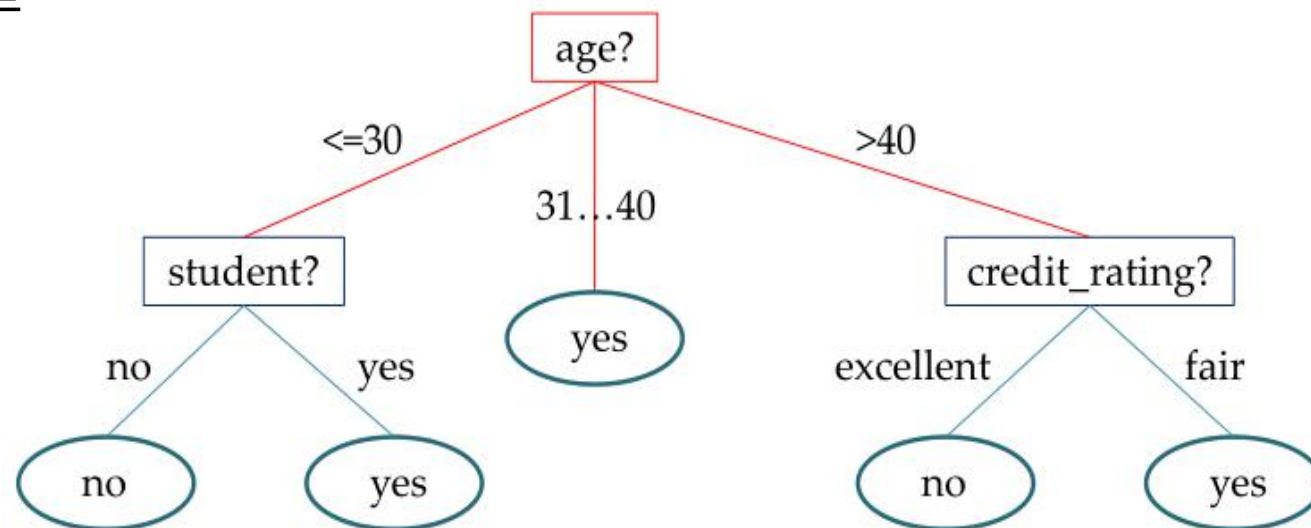 age?
<=30
>40
31…40
student?
credit_rating?
yes
no
yes
excellent
fair
no
yes
no
yes